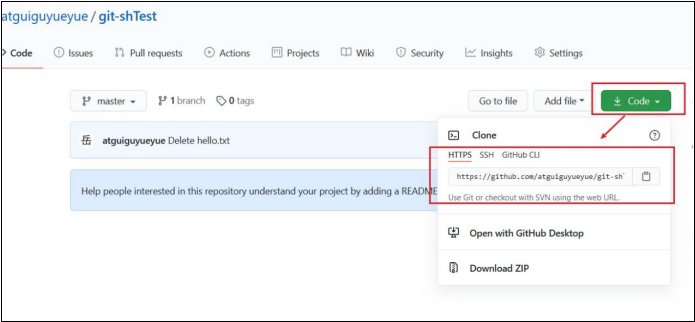 atguiguyueyue / git-shTest
Code Issues Pull requests Actions Projects Wiki Security Insights Settings
master 1 branch 0 tags Go to file Add file Code
atguiguyueyue Delete hello.txt
Clone
HTTPS SSH GitHub CLI
https://github.com/atguiguyueyue/git-sh
Use Git or checkout with SVN using the web URL.
Help people interested in this repository understand your project by adding a README
Open with GitHub Desktop
Download ZIP